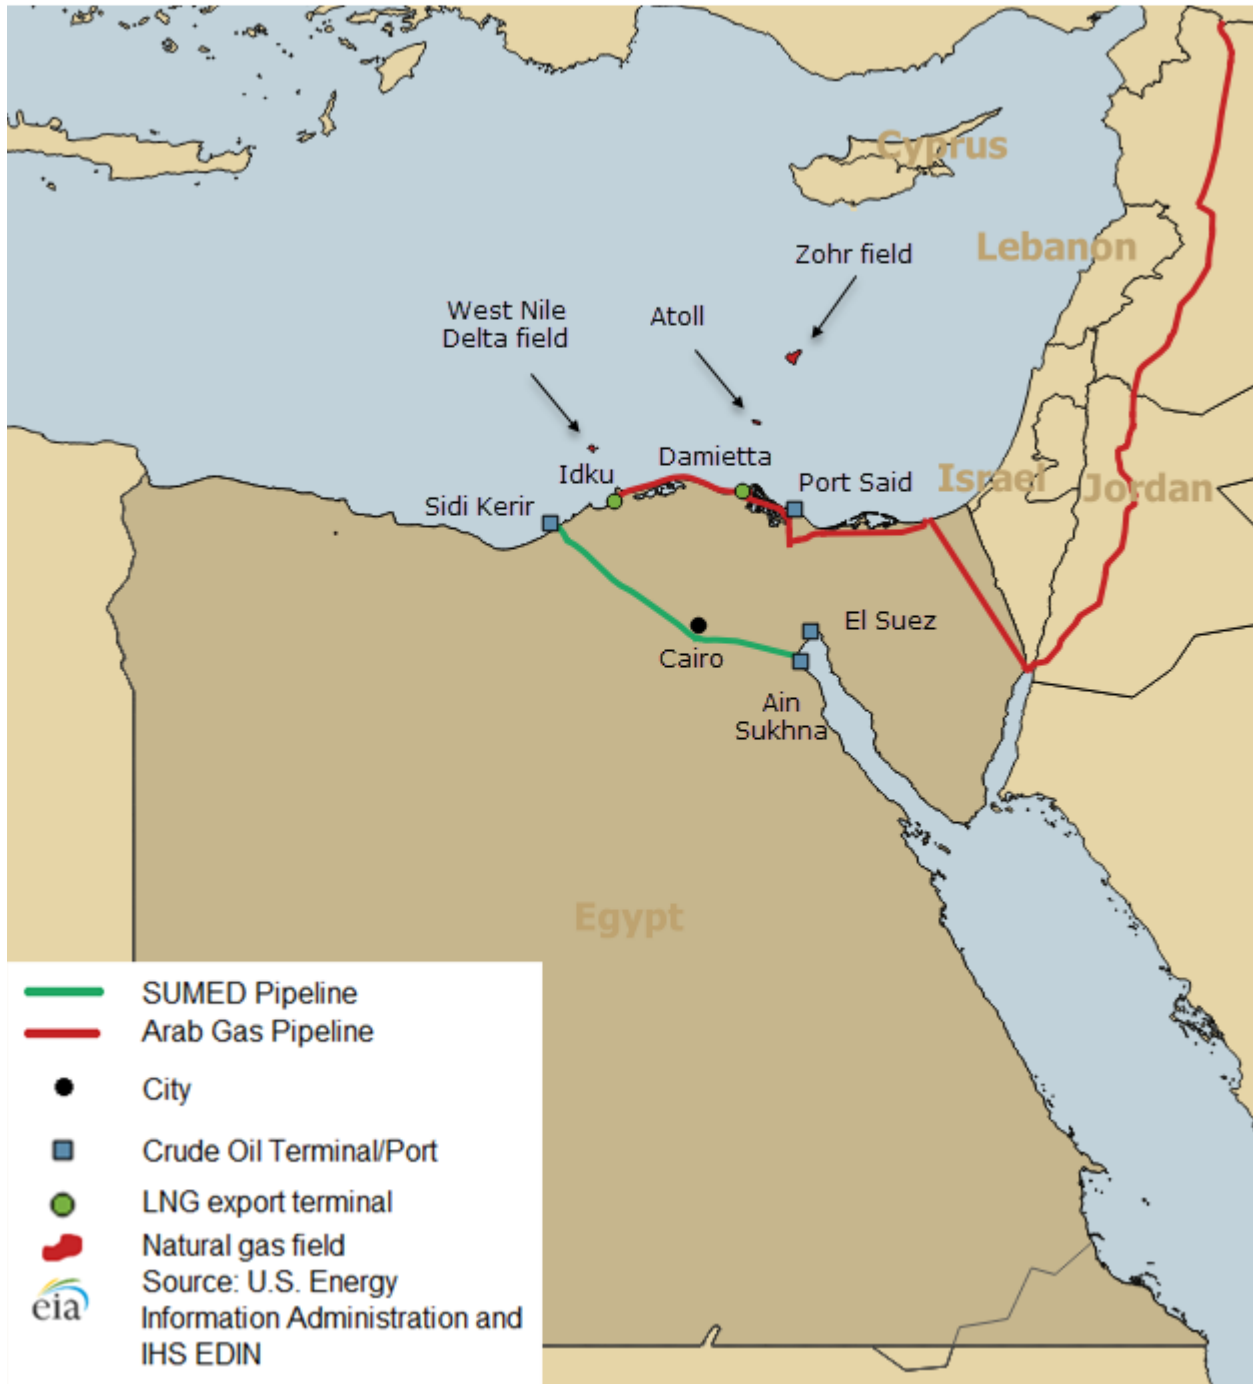 Cyprus
Lebanon
Zohr field
West Nile
Delta field
Atoll
Idku
Damietta
Port Said
Israel
Jordan
Sidi Kerir
El Suez
Cairo
Ain
Sukhna
Egypt
SUMED Pipeline
Arab Gas Pipeline
City
Crude Oil Terminal/Port
LNG export terminal
Natural gas field
eia
Source: U.S. Energy
Information Administration and
IHS EDIN